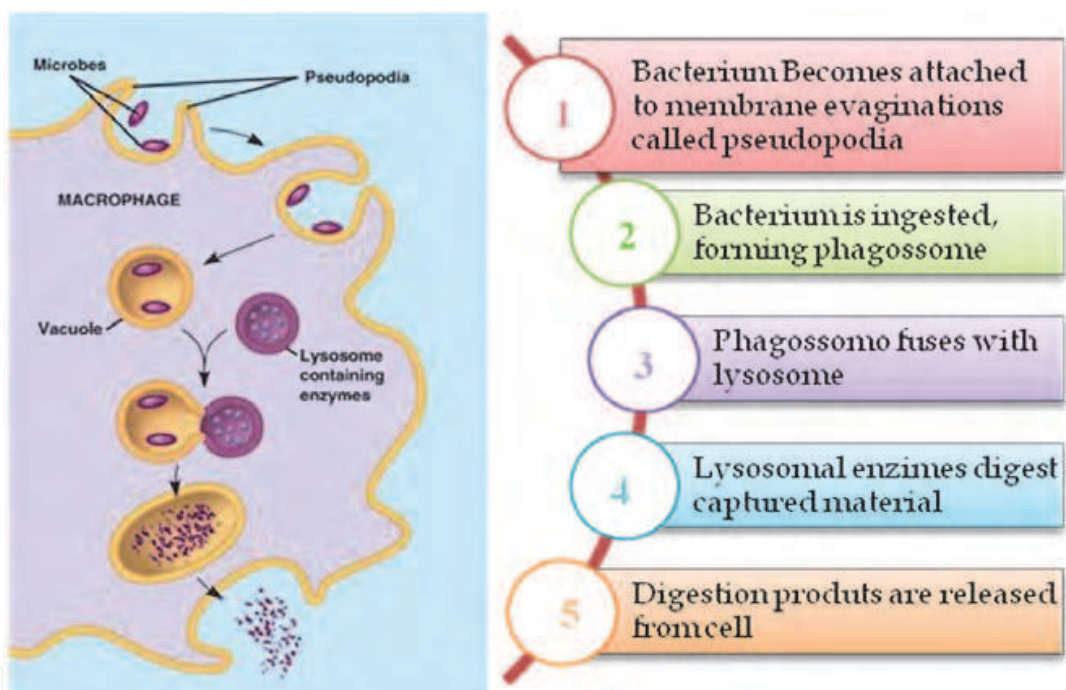 Microbes
Pseudopodia
MACROPHAGE
Vacuole
Lysosome
containing
enzymes
1
Bacterium Becomes attached
to membrane evaginations
called pseudopodia
2
Bacterium is ingested,
forming phagossome
3
Phagossomo fuses with
lysosome
4
Lysosomal enzimes digest
captured material
5
Digestion produts are released
from cell